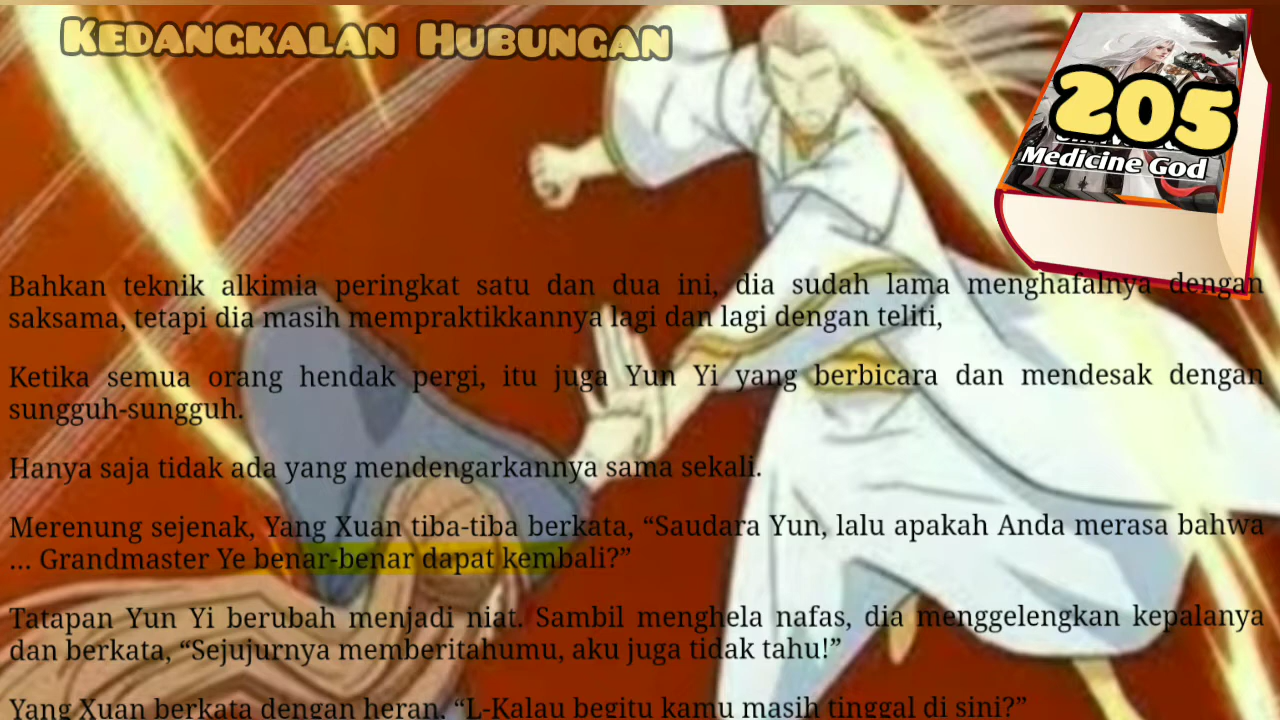 Kedangkalan Hubungan
205
Medicine God
Bahkan teknik alkimia peringkat satu dan dua ini, dia sudah lama menghafalnya dengan
saksama, tetapi dia masih mempraktikkannya lagi dan lagi dengan teliti,
Ketika semua orang hendak pergi, itu juga Yun Yi yang berbicara dan mendesak dengan
sungguh-sungguh.
Hanya saja tidak ada yang mendengarkannya sama sekali.
Merenung sejenak, Yang Xuan tiba-tiba berkata, “Saudara Yun, lalu apakah Anda merasa bahwa
... Grandmaster Ye benar-benar dapat kembali?”
Tatapan Yun Yi berubah menjadi niat. Sambil menghela nafas, dia menggelengkan kepalanya
dan berkata, “Sejujurnya memberitahumu, aku juga tidak tahu!”
Yang Xuan berkata dengan heran, “L-Kalau begitu kamu masih tinggal di sini?”